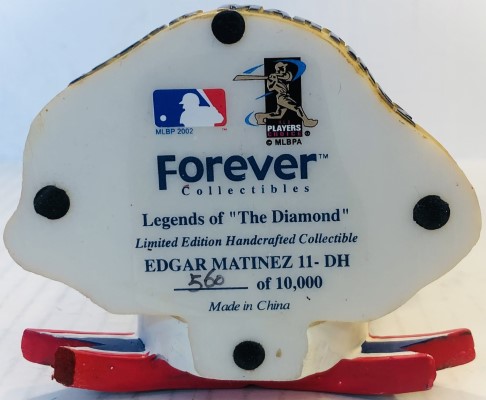 MLBP 2002
PLAYERS
CHOICE
© MLBPA
Forever™
Collectibles
Legends of "The Diamond"
Limited Edition Handcrafted Collectible
EDGAR MATINEZ 11- DH
560 of 10,000
Made in China